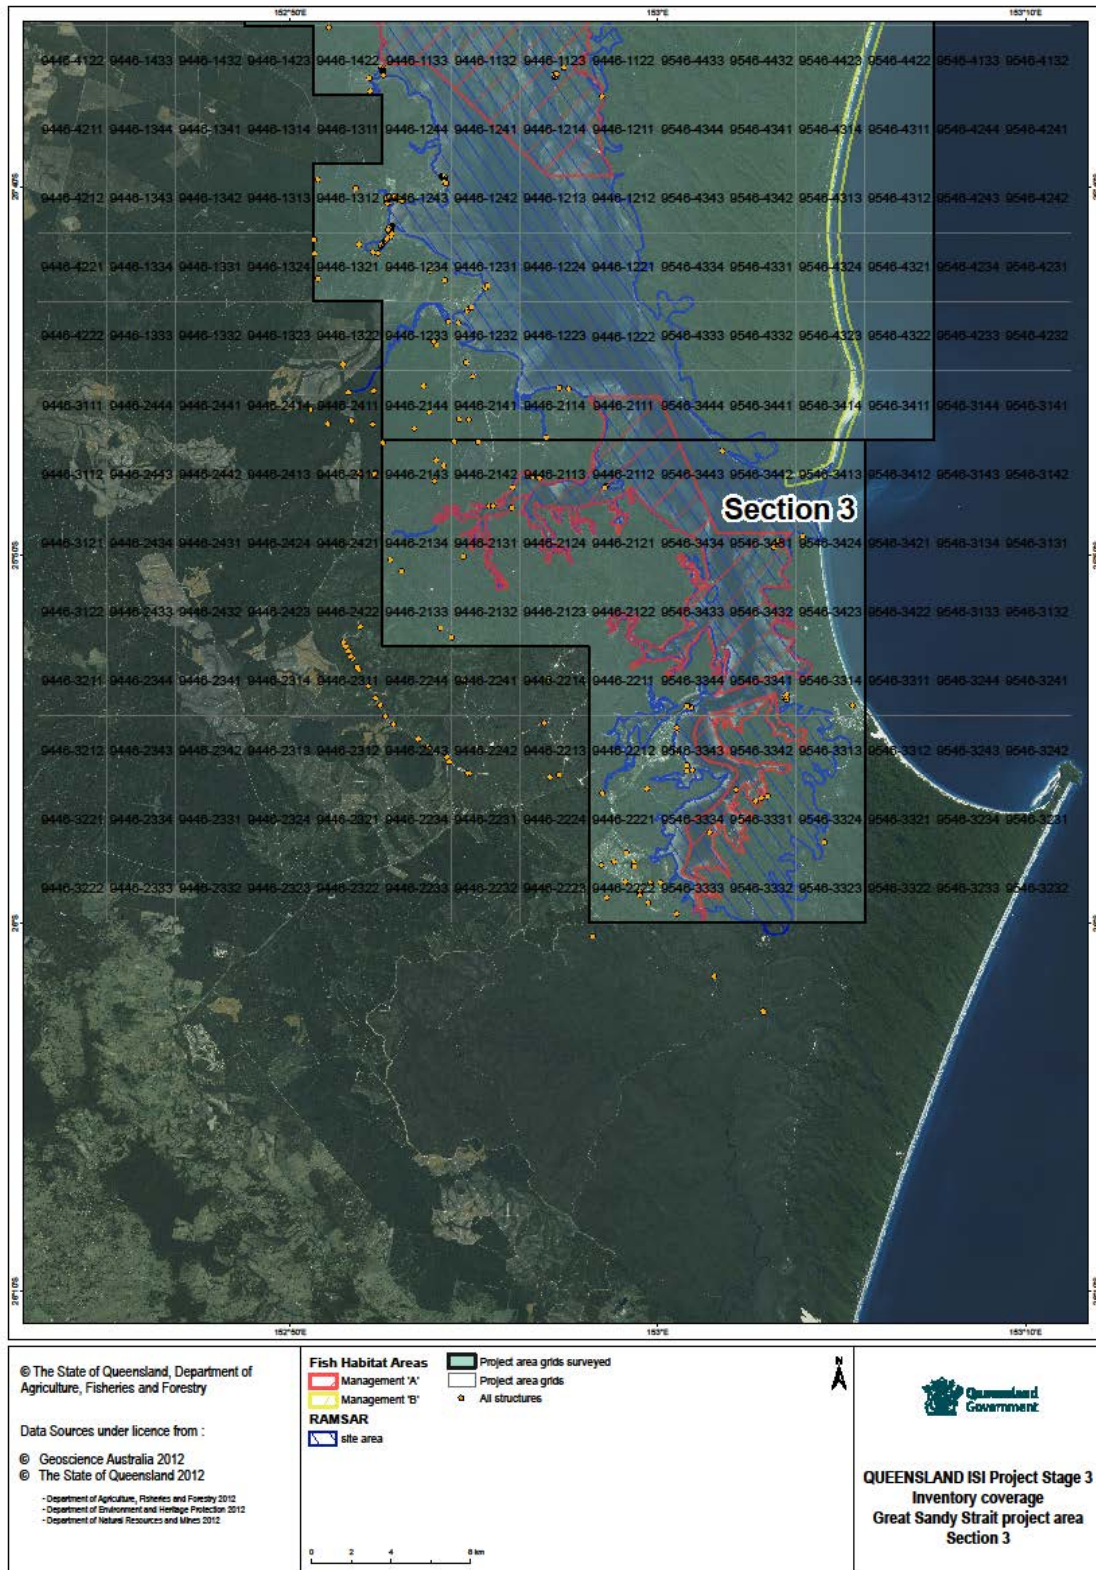 152°50'E 153°E 153°10'E
9446-4122 9446-1433 9446-1432 9446-1423 9446-1422 9446-1133 9446-1132 9446-1123 9446-1122 9546-4433 9546-4432 9546-4423 9546-4422 9546-4133 9546-4132
9446-4211 9446-1344 9446-1341 9446-1314 9446-1311 9446-1244 9446-1241 9446-1214 9446-1211 9546-4344 9546-4341 9546-4314 9546-4311 9546-4244 9546-4241
25°40'S
9446-4212 9446-1343 9446-1342 9446-1313 9446-1312 9446-1243 9446-1242 9446-1213 9446-1212 9546-4343 9546-4342 9546-4313 9546-4312 9546-4243 9546-4242
9446-4221 9446-1334 9446-1331 9446-1324 9446-1321 9446-1234 9446-1231 9446-1224 9446-1221 9546-4334 9546-4331 9546-4324 9546-4321 9546-4234 9546-4231
9446-4222 9446-1333 9446-1332 9446-1323 9446-1322 9446-1233 9446-1232 9446-1223 9446-1222 9546-4333 9546-4332 9546-4323 9546-4322 9546-4233 9546-4232
9446-3111 9446-2444 9446-2441 9446-2414 9446-2411 9446-2144 9446-2141 9446-2114 9446-2111 9546-3444 9546-3441 9546-3414 9546-3411 9546-3144 9546-3141
9446-3112 9446-2443 9446-2442 9446-2413 9446-2412 9446-2143 9446-2142 9446-2113 9446-2112 9546-3443 9546-3442 9546-3413 9546-3412 9546-3143 9546-3142
Section 3
9446-3121 9446-2434 9446-2431 9446-2424 9446-2421 9446-2134 9446-2131 9446-2124 9446-2121 9546-3434 9546-3431 9546-3424 9546-3421 9546-3134 9546-3131
25°50'S
9446-3122 9446-2433 9446-2432 9446-2423 9446-2422 9446-2133 9446-2132 9446-2123 9446-2122 9546-3433 9546-3432 9546-3423 9546-3422 9546-3133 9546-3132
9446-3211 9446-2344 9446-2341 9446-2314 9446-2311 9446-2244 9446-2241 9446-2214 9446-2211 9546-3344 9546-3341 9546-3314 9546-3311 9546-3244 9546-3241
9446-3212 9446-2343 9446-2342 9446-2313 9446-2312 9446-2243 9446-2242 9446-2213 9446-2212 9546-3343 9546-3342 9546-3313 9546-3312 9546-3243 9546-3242
9446-3221 9446-2334 9446-2331 9446-2324 9446-2321 9446-2234 9446-2231 9446-2224 9446-2221 9546-3334 9546-3331 9546-3324 9546-3321 9546-3234 9546-3231
9446-3222 9446-2333 9446-2332 9446-2323 9446-2322 9446-2233 9446-2232 9446-2223 9446-2222 9546-3333 9546-3332 9546-3323 9546-3322 9546-3233 9546-3232
26°S
26°10'S
152°50'E 153°E 153°10'E
© The State of Queensland, Department of
Agriculture, Fisheries and Forestry
Data Sources under licence from :
© Geoscience Australia 2012
© The State of Queensland 2012
- Department of Agriculture, Fisheries and Forestry 2012
- Department of Environment and Heritage Protection 2012
- Department of Natural Resources and Mines 2012
Fish Habitat Areas
Management 'A'
Management 'B'
RAMSAR
site area
Project area grids surveyed
Project area grids
All structures
0 2 4 8 km
N
Queensland
Government
QUEENSLAND ISI Project Stage 3
Inventory coverage
Great Sandy Strait project area
Section 3